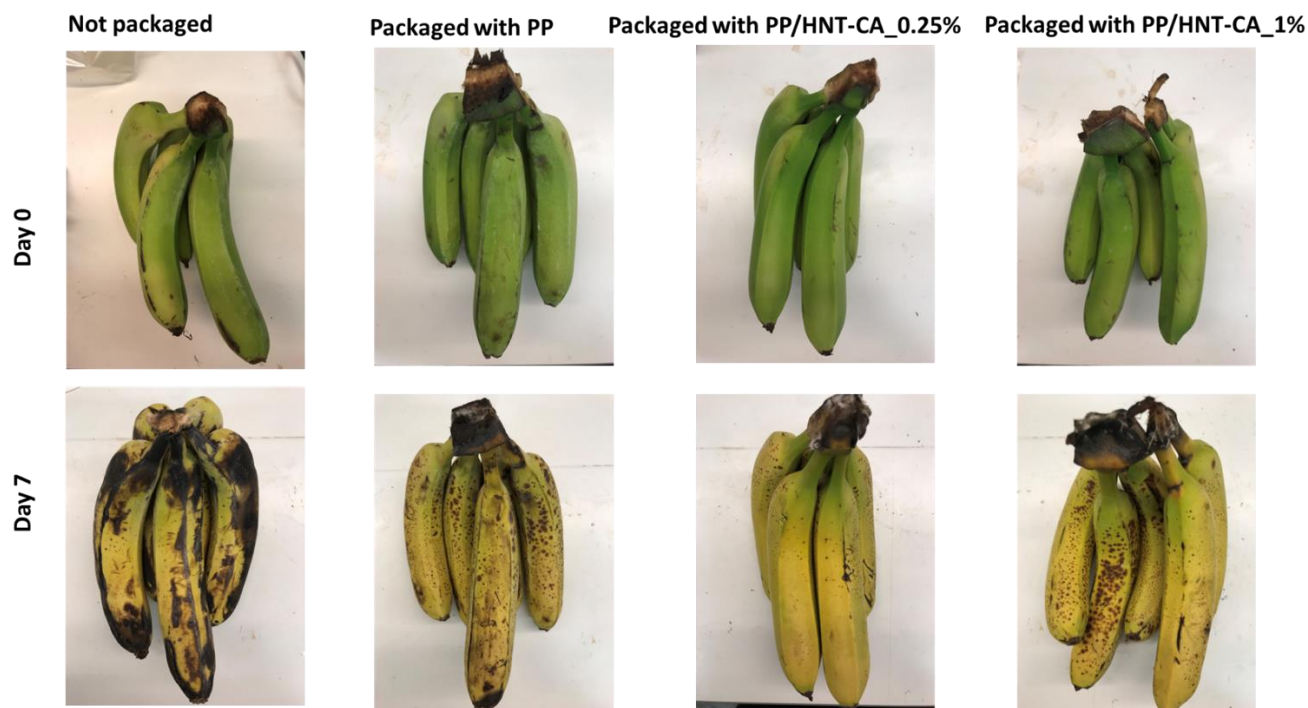 Not packaged
Packaged with PP
Packaged with PP/HNT-CA_0.25%
Packaged with PP/HNT-CA_1%
Day 0
Day 7